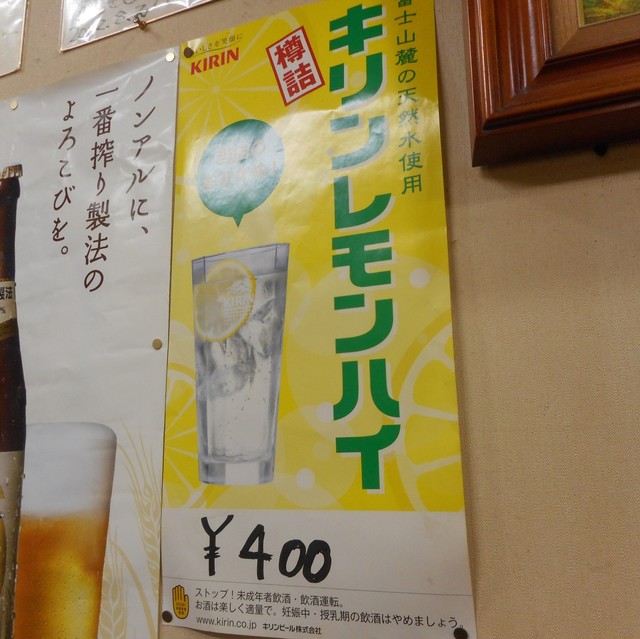 ノンアルに、
一番搾り製法の
よろこびを。
KIRIN
樽詰
富士山麓の天然水使用
キリンレモンハイ
KIRIN
¥400
ストップ!未成年者飲酒・飲酒運転。
お酒は楽しく適量で。妊娠中・授乳期の飲酒はやめましょう。
www.kirin.co.jp キリンビール株式会社